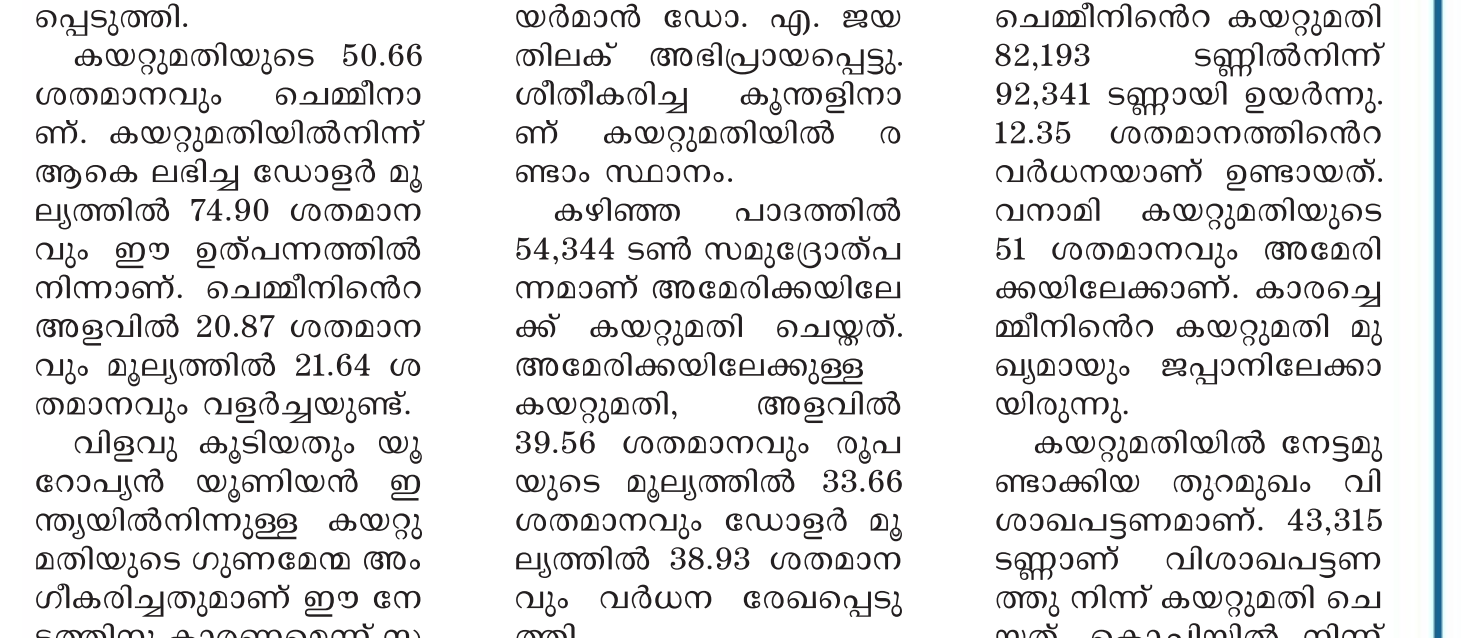 പ്പെടുത്തി.
കയറ്റുമതിയുടെ 50.66
ശതമാനവും ചെമ്മീനാ
ണ്. കയറ്റുമതിയിൽനിന്ന്
ആകെ ലഭിച്ച ഡോളർ മൂ
ല്യത്തിൽ 74.90 ശതമാന
വും ഈ ഉത്പന്നത്തിൽ
നിന്നാണ്. ചെമ്മീനിൻെറ
അളവിൽ 20.87 ശതമാന
വും മൂല്യത്തിൽ 21.64 ശ
തമാനവും വളർച്ചയുണ്ട്.
വിളവു കൂടിയതും യൂ
റോപ്യൻ യൂണിയൻ ഇ
ന്ത്യയിൽനിന്നുള്ള കയറ്റു
മതിയുടെ ഗുണമേന്മ അം
ഗീകരിച്ചതുമാണ് ഈ നേ
യർമാൻ ഡോ. എ. ജയ
തിലക് അഭിപ്രായപ്പെട്ടു.
ശീതീകരിച്ച കൂന്തളിനാ
ണ് കയറ്റുമതിയിൽ ര
ണ്ടാം സ്ഥാനം.
കഴിഞ്ഞ പാദത്തിൽ
54,344 ടൺ സമുദ്രോത്പ
ന്നമാണ് അമേരിക്കയിലേ
ക്ക് കയറ്റുമതി ചെയ്തത്.
അമേരിക്കയിലേക്കുള്ള
കയറ്റുമതി, അളവിൽ
39.56 ശതമാനവും രൂപ
യുടെ മൂല്യത്തിൽ 33.66
ശതമാനവും ഡോളർ മൂ
ല്യത്തിൽ 38.93 ശതമാന
വും വർധന രേഖപ്പെടു
ത്തി.
ചെമ്മീനിൻെറ കയറ്റുമതി
82,193 ടണ്ണിൽനിന്ന്
92,341 ടണ്ണായി ഉയർന്നു.
12.35 ശതമാനത്തിൻെറ
വർധനയാണ് ഉണ്ടായത്.
വനാമി കയറ്റുമതിയുടെ
51 ശതമാനവും അമേരി
ക്കയിലേക്കാണ്. കാരച്ചെ
മ്മീനിൻെറ കയറ്റുമതി മു
ഖ്യമായും ജപ്പാനിലേക്കാ
യിരുന്നു.
കയറ്റുമതിയിൽ നേട്ടമു
ണ്ടാക്കിയ തുറമുഖം വി
ശാഖപട്ടണമാണ്. 43,315
ടണ്ണാണ് വിശാഖപട്ടണ
ത്തു നിന്ന് കയറ്റുമതി ചെ